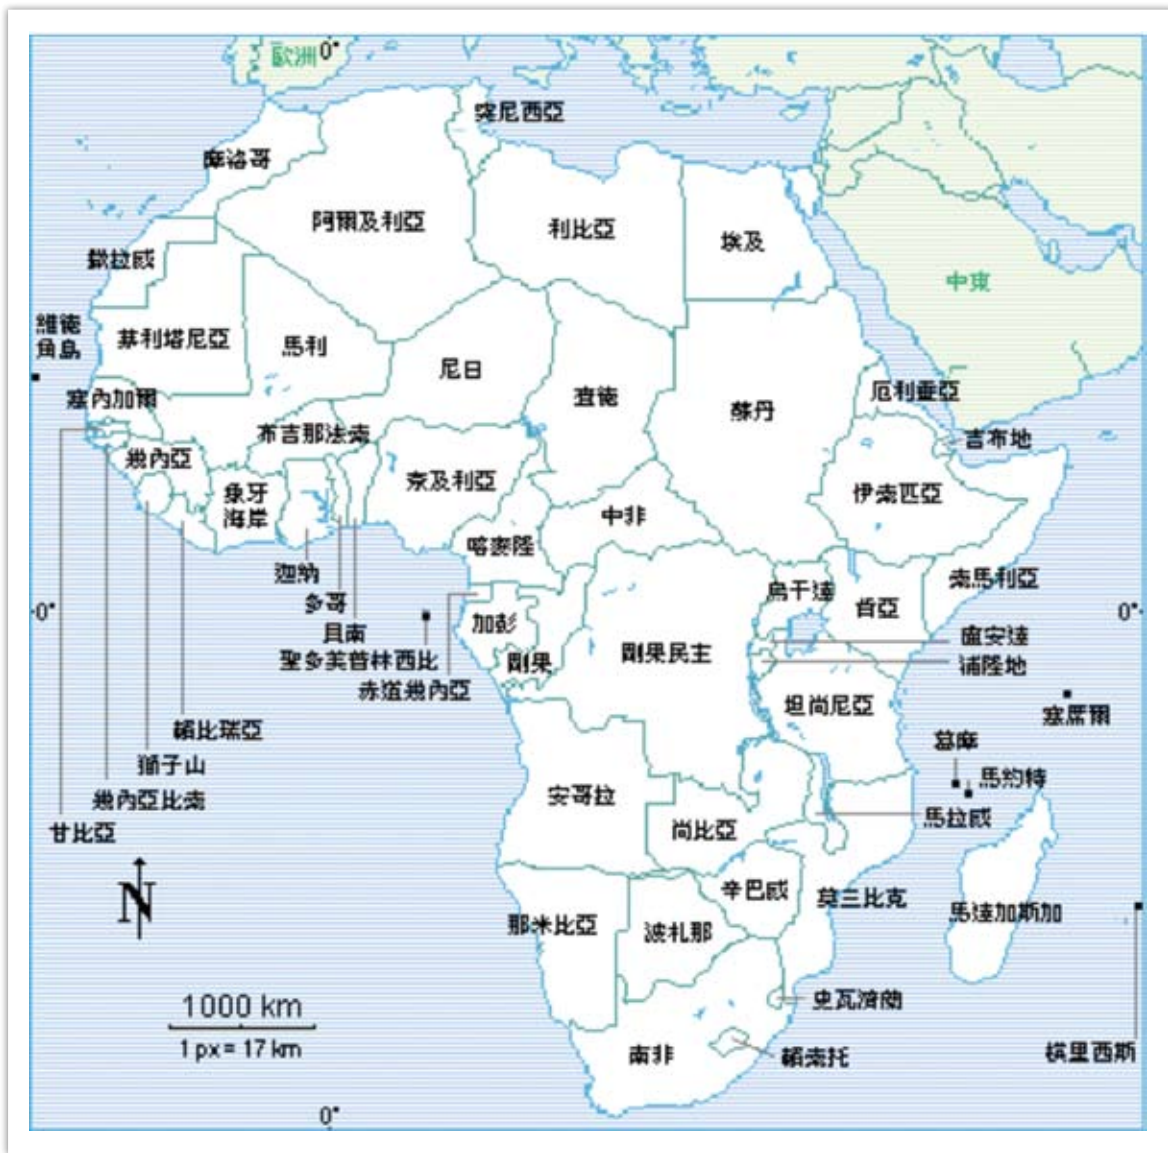 歐洲
0°
突尼西亞
摩洛哥
阿爾及利亞
利比亞
埃及
撒拉威
中東
維德
角島
茅利塔尼亞
馬利
尼日
查德
蘇丹
厄利垂亞
塞內加爾
布吉那法索
吉布地
幾內亞
象牙
海岸
奈及利亞
伊索匹亞
中非
喀麥隆
迦納
索馬利亞
烏干達
多哥
肯亞
0°
0°
貝南
加彭
盧安達
聖多美普林西比
剛果
剛果民主
浦隆地
赤道幾內亞
坦尚尼亞
塞席爾
賴比瑞亞
葛摩
獅子山
馬約特
幾內亞比索
安哥拉
馬拉威
甘比亞
尚比亞
N
辛巴威
莫三比克
馬達加斯加
那米比亞
波札那
1000 km
史瓦濟蘭
1 px = 17 km
南非
賴索托
模里西斯
0°